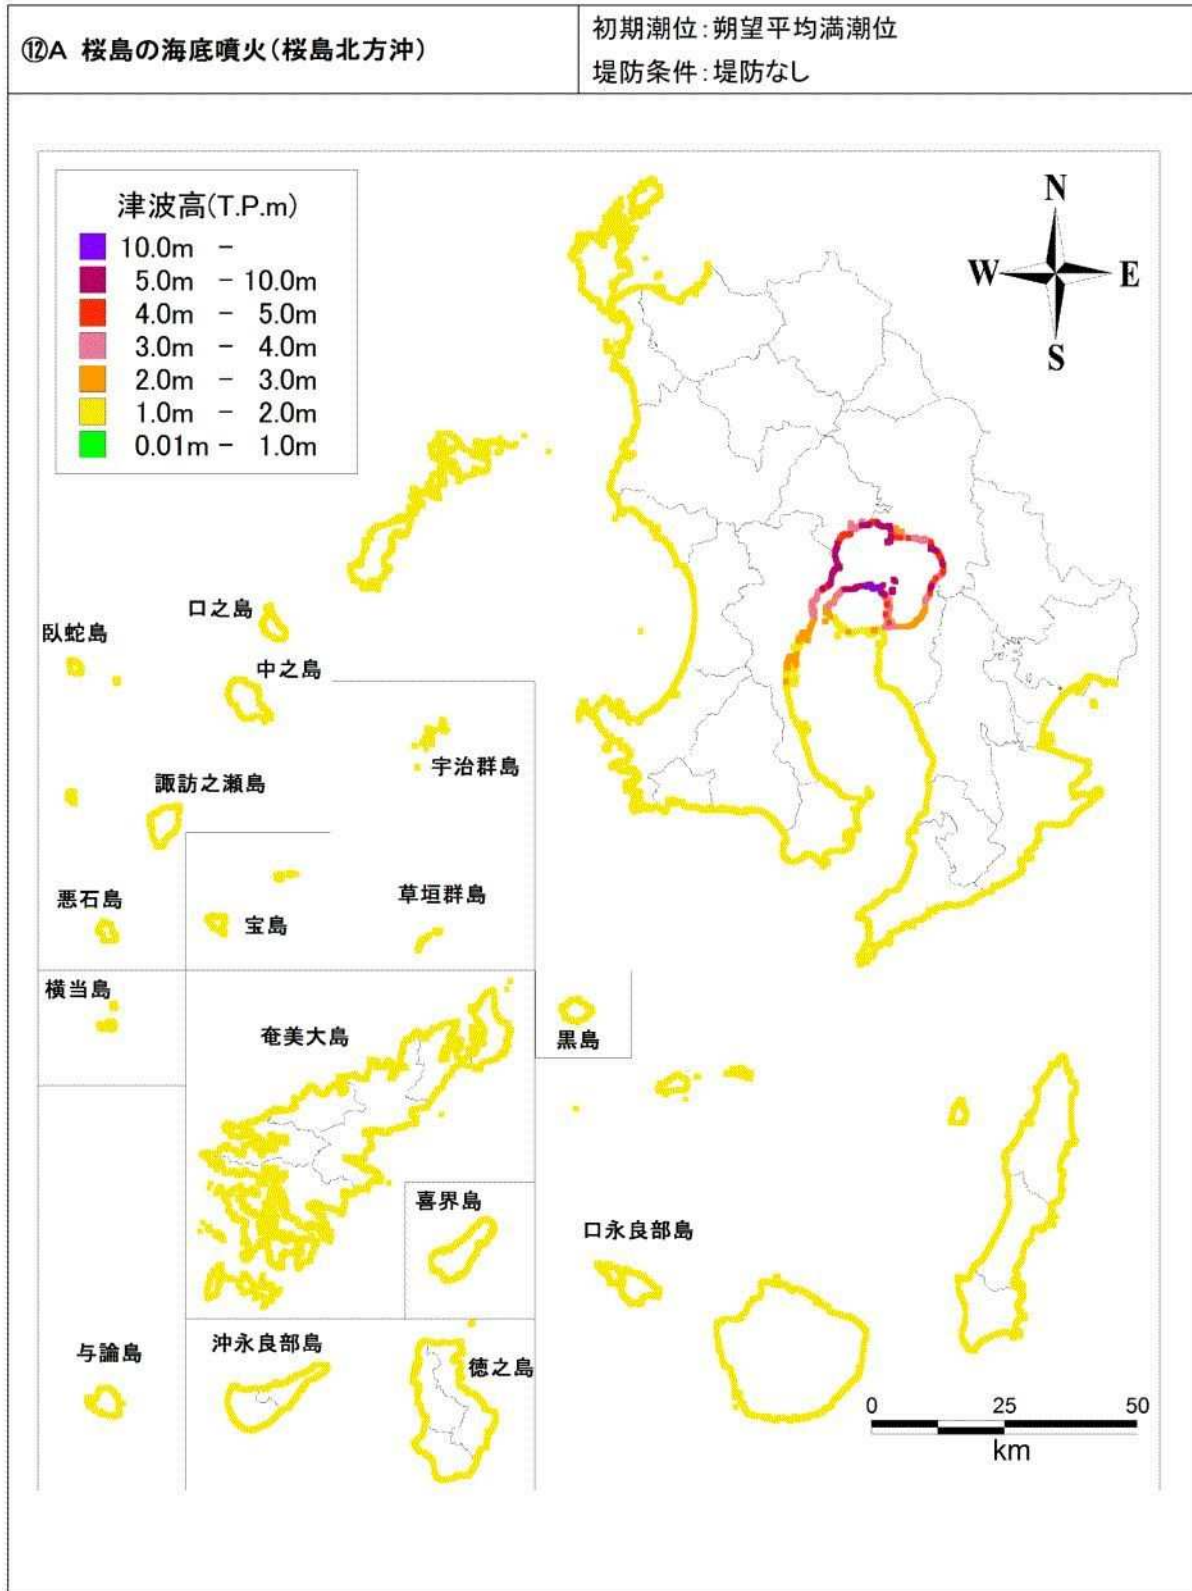 ⑫A 桜島の海底噴火(桜島北方沖)
初期潮位:朔望平均満潮位
堤防条件:堤防なし
津波高(T.P.m)
10.0m −
5.0m − 10.0m
4.0m − 5.0m
3.0m − 4.0m
2.0m − 3.0m
1.0m − 2.0m
0.01m − 1.0m
N
W
E
S
口之島
臥蛇島
中之島
宇治群島
諏訪之瀬島
悪石島
宝島
草垣群島
横当島
奄美大島
黒島
喜界島
口永良部島
与論島
沖永良部島
徳之島
0 25 50
km